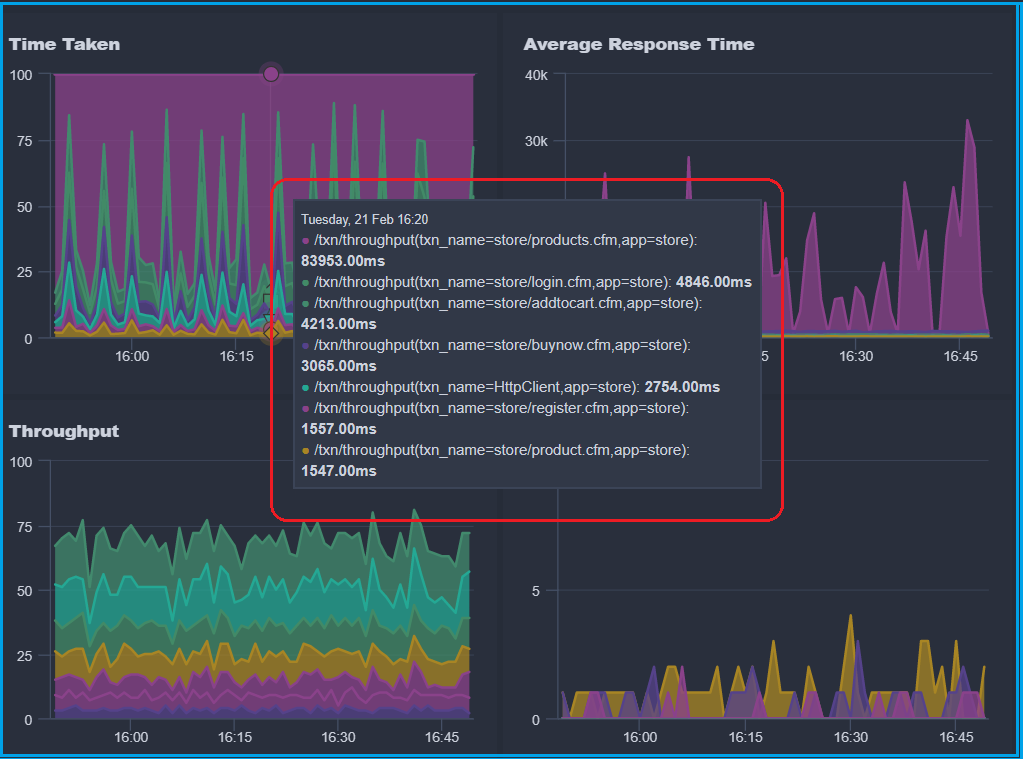 Time Taken
100
75
50
25
0
16:00
16:15
Average Response Time
40k
30k
5
16:30
16:45
Tuesday, 21 Feb 16:20
/txn/throughput(txn_name=store/products.cfm,app=store):
83953.00ms
/txn/throughput(txn_name=store/login.cfm,app=store): 4846.00ms
/txn/throughput(txn_name=store/addtocart.cfm,app=store):
4213.00ms
/txn/throughput(txn_name=store/buynow.cfm,app=store):
3065.00ms
/txn/throughput(txn_name=HttpClient,app=store): 2754.00ms
/txn/throughput(txn_name=store/register.cfm,app=store):
1557.00ms
/txn/throughput(txn_name=store/product.cfm,app=store):
1547.00ms
Throughput
100
75
50
25
0
16:00
16:15
16:30
16:45
5
0
16:00
16:15
16:30
16:45